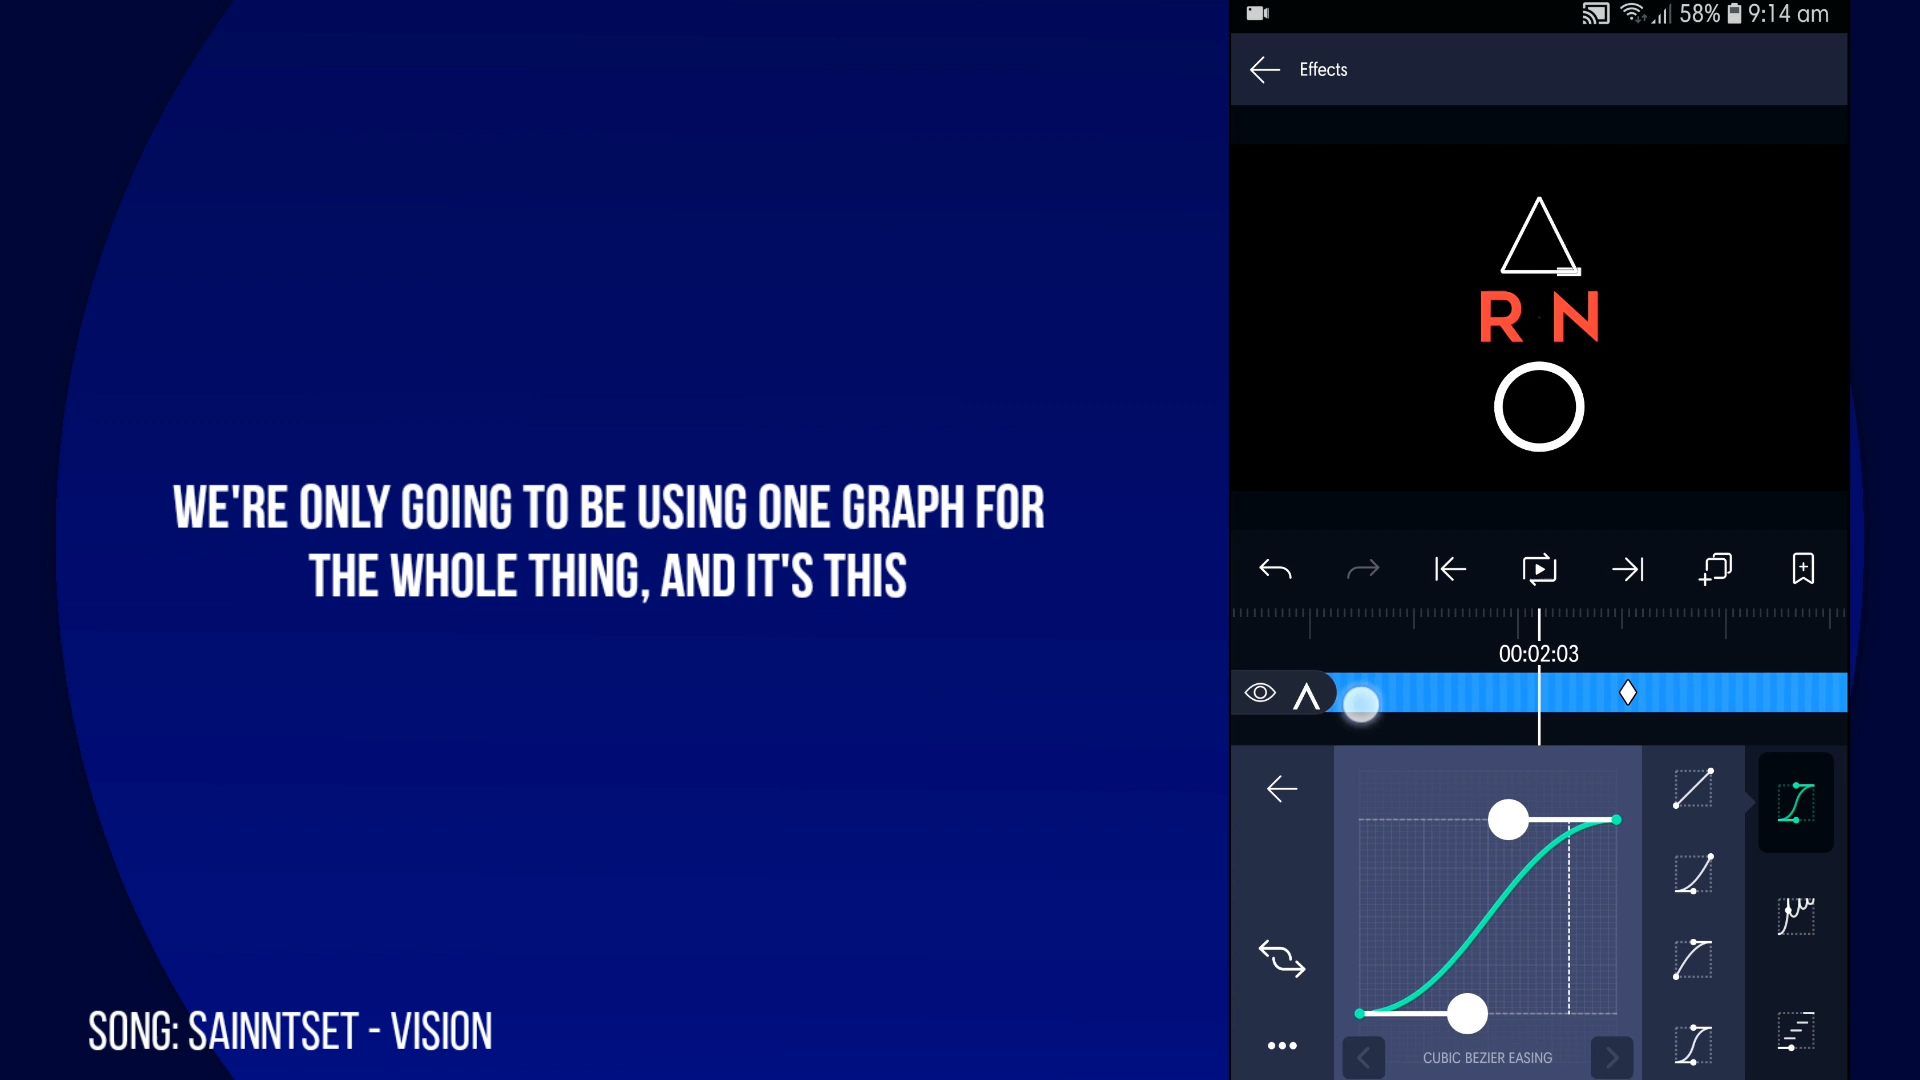 58% 9:14 am
Effects
R N
WE'RE ONLY GOING TO BE USING ONE GRAPH FOR
THE WHOLE THING, AND IT'S THIS
00:02:03
CUBIC BEZIER EASING
SONG: SAINNTSET - VISION